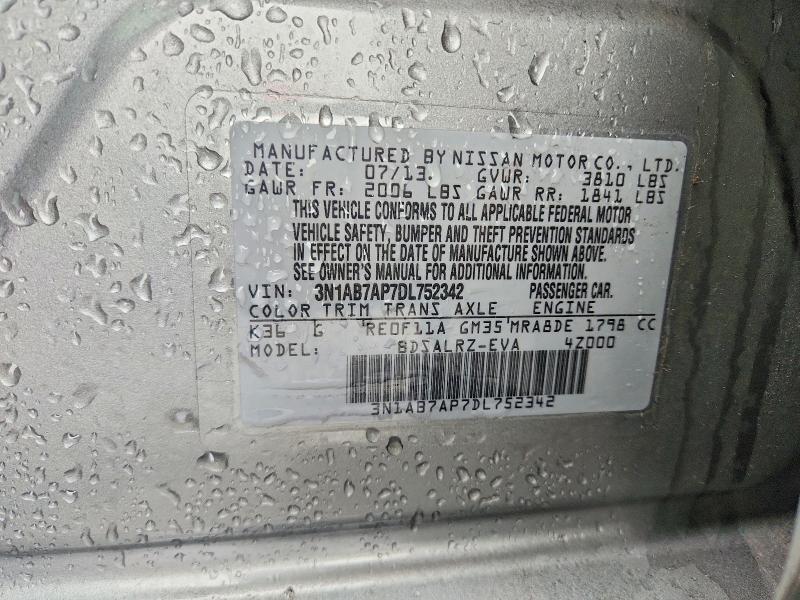 MANUFACTURED BY NISSAN MOTOR CO., LTD.
DATE: 07/13. GVWR: 3810 LBS
GAWR FR: 2006 LBS GAWR RR: 1841 LBS
THIS VEHICLE CONFORMS TO ALL APPLICABLE FEDERAL MOTOR
VEHICLE SAFETY, BUMPER AND THEFT PREVENTION STANDARDS
IN EFFECT ON THE DATE OF MANUFACTURE SHOWN ABOVE.
SEE OWNER'S MANUAL FOR ADDITIONAL INFORMATION.
VIN: 3N1AB7AP7DL752342 PASSENGER CAR.
COLOR TRIM TRANS AXLE ENGINE
K36 G RE0F11A GM35 MRA8DE 1798 CC
MODEL: BDSALRZ-EVA 4Z000
3N1AB7AP7DL752342